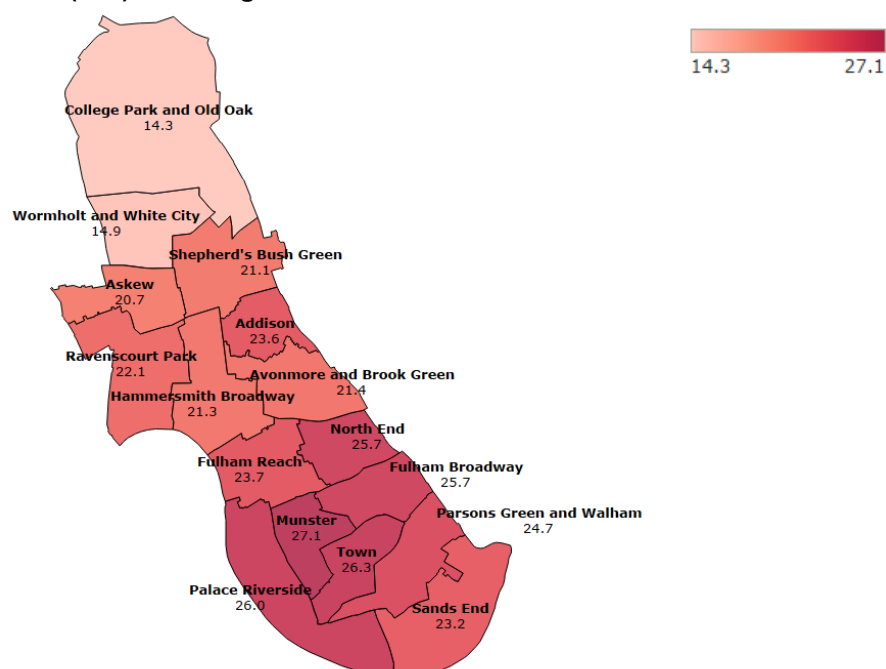 14.3
27.1
College Park and Old Oak
14.3
Wormholt and White City
14.9
Shepherd's Bush Green
21.1
Askew
20.7
Addison
23.6
Ravenscourt Park
22.1
Avonmore and Brook Green
21.4
Hammersmith Broadway
21.3
North End
25.7
Fulham Reach
23.7
Fulham Broadway
25.7
Parsons Green and Walham
24.7
Munster
27.1
Town
26.3
Palace Riverside
26.0
Sands End
23.2